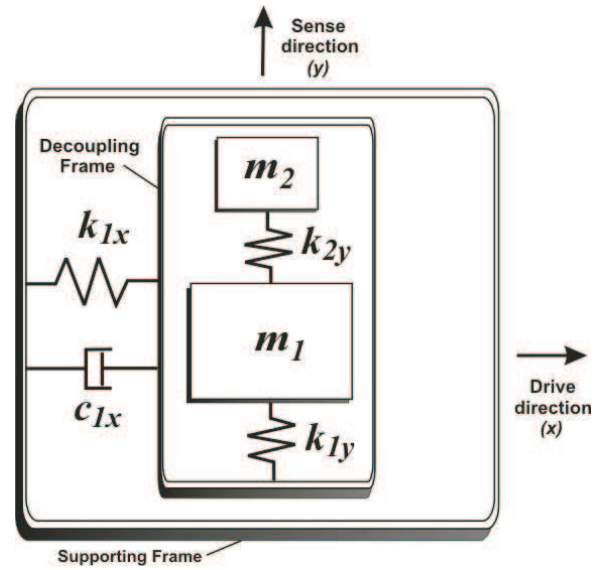 Sense
direction
(y)
Decoupling
Frame
m2
k1x
k2y
m1
c1x
k1y
Drive
direction
(x)
Supporting Frame